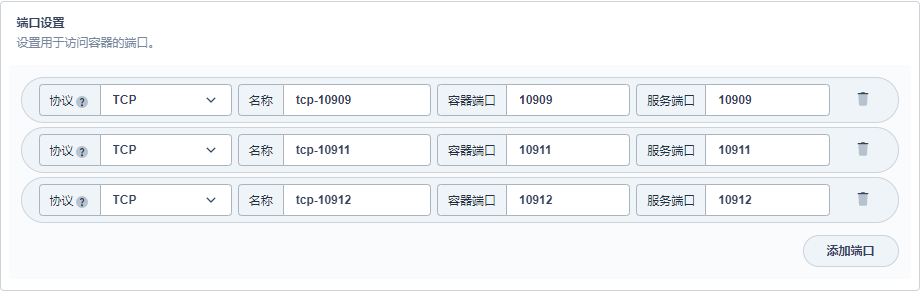 端口设置
设置用于访问容器的端口。
协议 ? TCP 名称 tcp-10909 容器端口 10909 服务端口 10909
协议 ? TCP 名称 tcp-10911 容器端口 10911 服务端口 10911
协议 ? TCP 名称 tcp-10912 容器端口 10912 服务端口 10912
添加端口